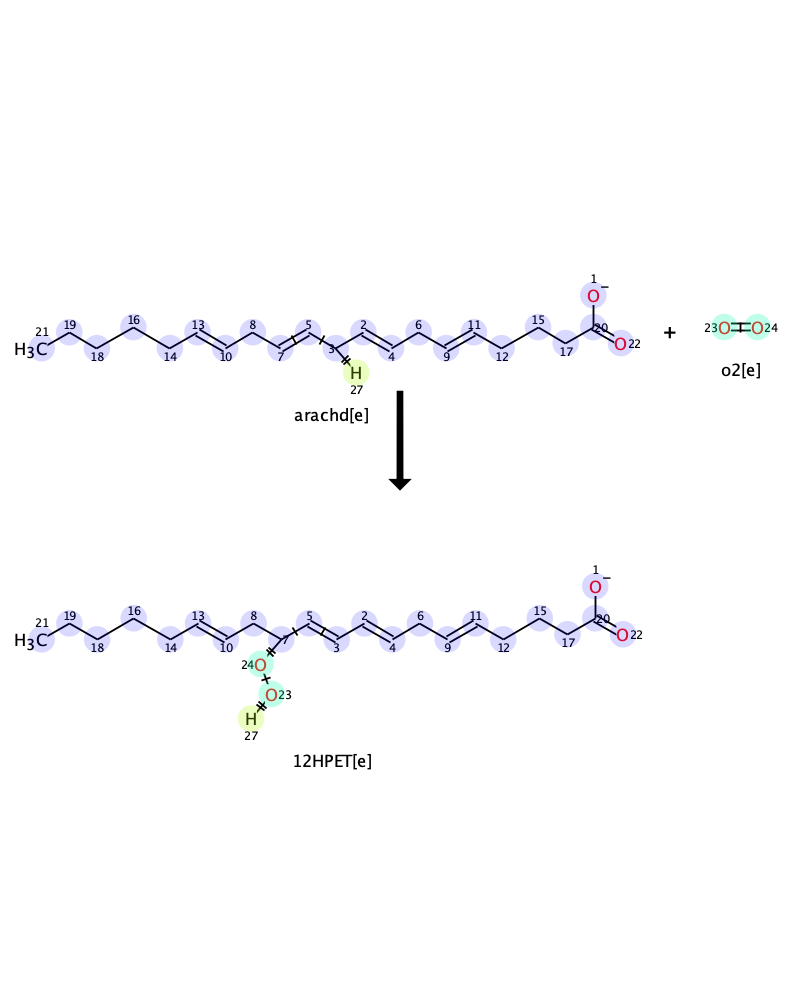 1
O −
21 19 16 13 8 5 2 6 11 15 20
H3C 18 14 10 7 3 4 9 12 17 O 22 + 23 O O 24
H
27
o2[e]
arachd[e]
1
O −
21 19 16 13 8 5 2 6 11 15 20
H3C 18 14 10 7 3 4 9 12 17 O 22
24 O
O 23
H
27
12HPET[e]